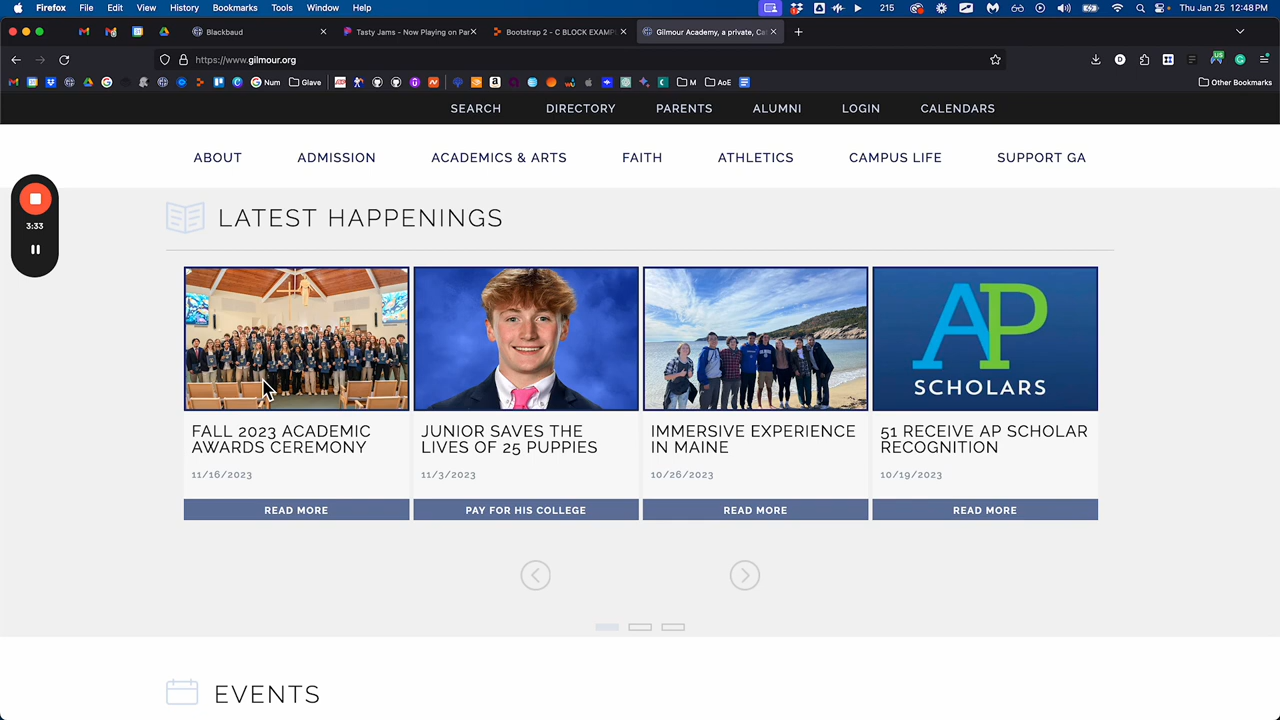 Firefox File Edit View History Bookmarks Tools Window Help 215 Thu Jan 25 12:48 PM
Blackbaud Tasty Jams - Now Playing on Pan Bootstrap 2 - C BLOCK EXAMP Gilmour Academy, a private, Cat
https://www.gilmour.org
Num Glave M AoE Other Bookmarks
SEARCH DIRECTORY PARENTS ALUMNI LOGIN CALENDARS
ABOUT ADMISSION ACADEMICS & ARTS FAITH ATHLETICS CAMPUS LIFE SUPPORT GA
3:33
LATEST HAPPENINGS
AP
SCHOLARS
FALL 2023 ACADEMIC
AWARDS CEREMONY
11/16/2023
READ MORE
JUNIOR SAVES THE
LIVES OF 25 PUPPIES
11/3/2023
PAY FOR HIS COLLEGE
IMMERSIVE EXPERIENCE
IN MAINE
10/26/2023
READ MORE
51 RECEIVE AP SCHOLAR
RECOGNITION
10/19/2023
READ MORE
EVENTS